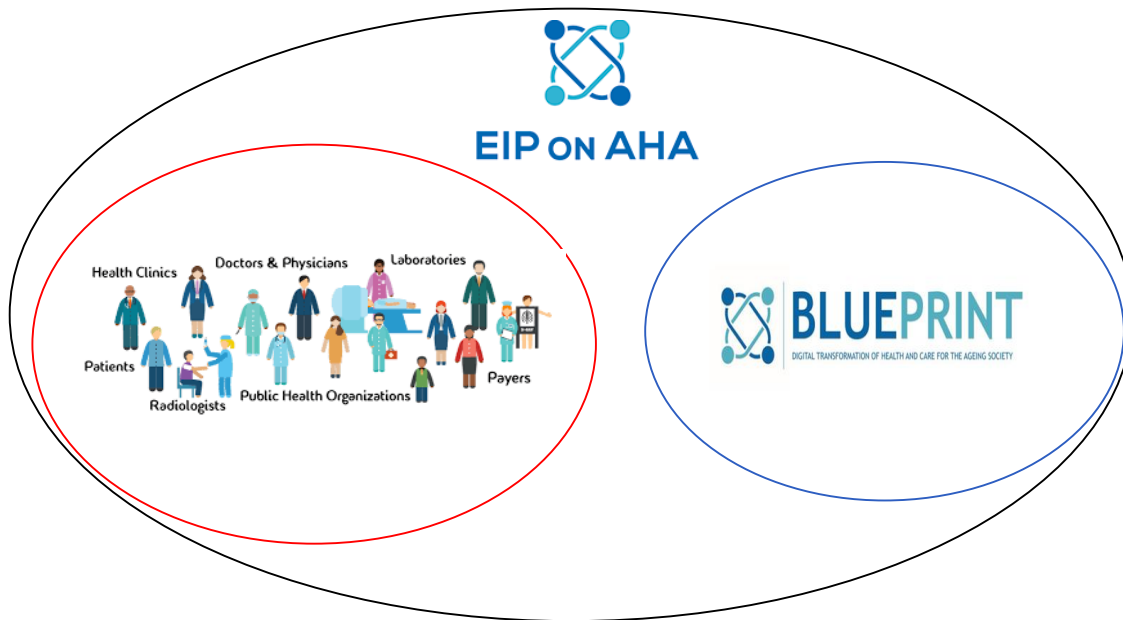 EIP ON AHA
Health Clinics
Doctors & Physicians
Laboratories
Patients
Radiologists
Public Health Organizations
Payers
BLUEPRINT
DIGITAL TRANSFORMATION OF HEALTH AND CARE FOR THE AGEING SOCIETY